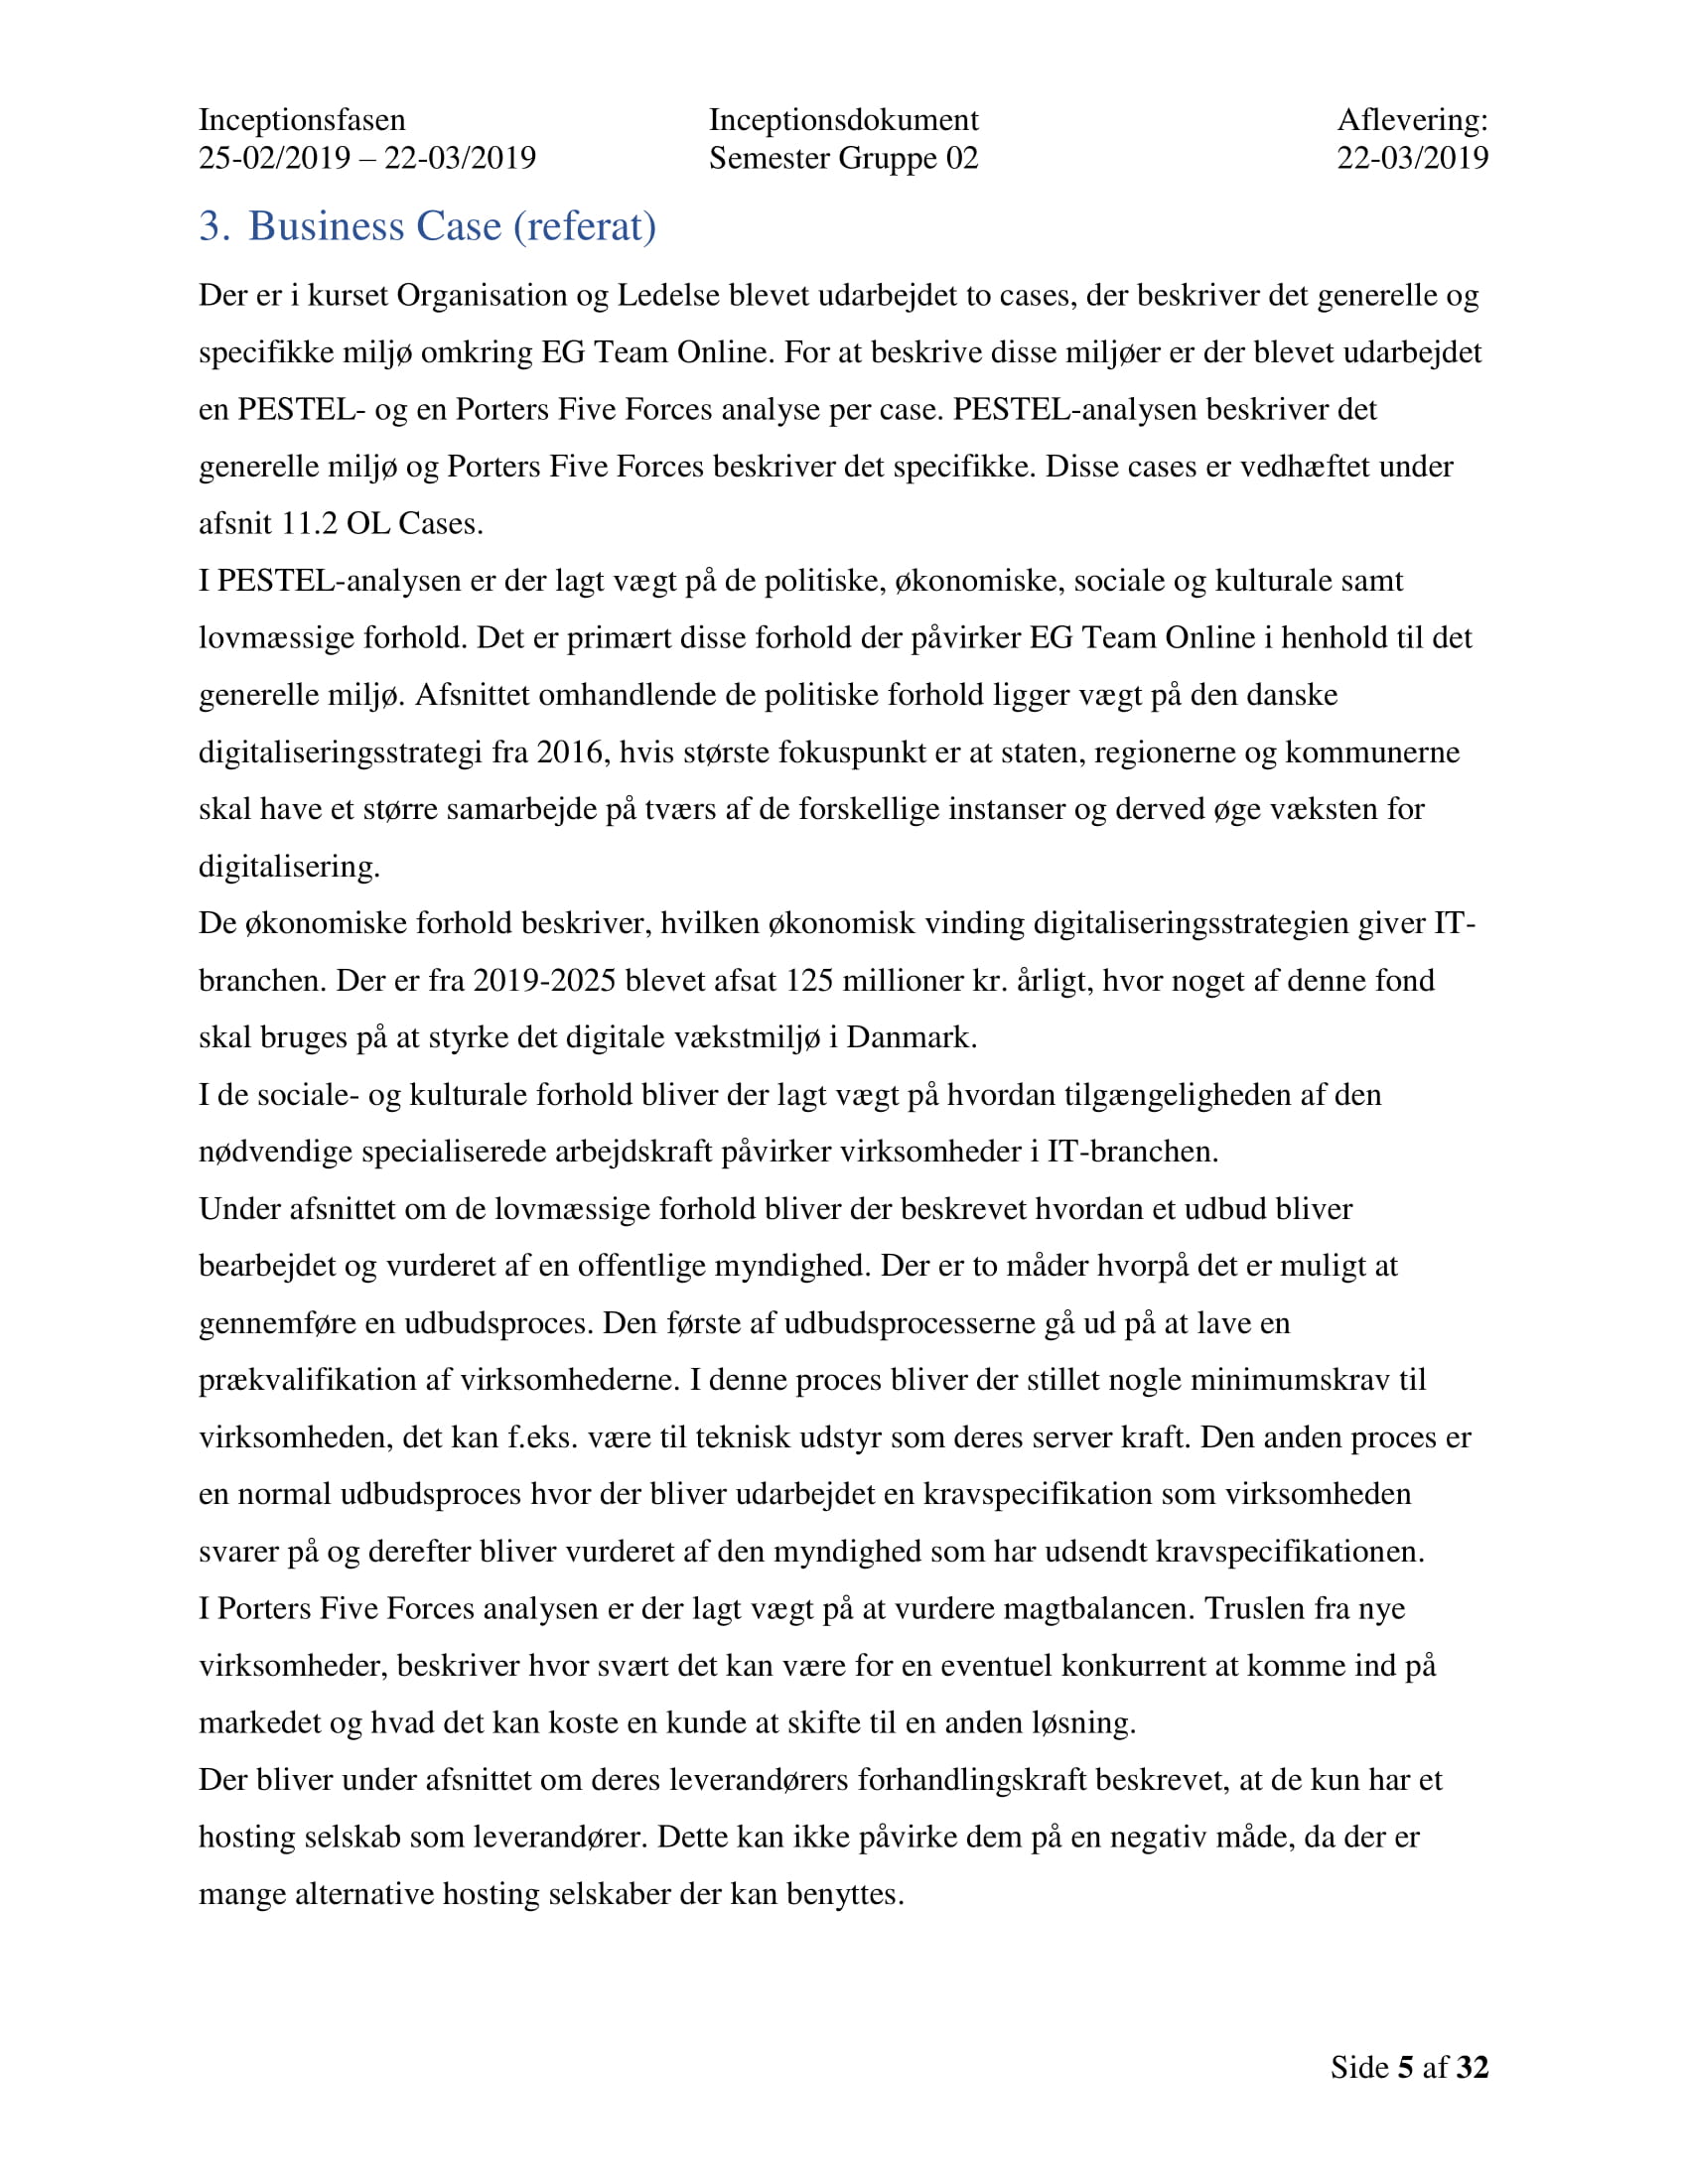 Inceptionsfasen Inceptionsdokument Aflevering:
25-02/2019 – 22-03/2019 Semester Gruppe 02 22-03/2019
3. Business Case (referat)
Der er i kurset Organisation og Ledelse blevet udarbejdet to cases, der beskriver det generelle og
specifikke miljø omkring EG Team Online. For at beskrive disse miljøer er der blevet udarbejdet
en PESTEL- og en Porters Five Forces analyse per case. PESTEL-analysen beskriver det
generelle miljø og Porters Five Forces beskriver det specifikke. Disse cases er vedhæftet under
afsnit 11.2 OL Cases.
I PESTEL-analysen er der lagt vægt på de politiske, økonomiske, sociale og kulturale samt
lovmæssige forhold. Det er primært disse forhold der påvirker EG Team Online i henhold til det
generelle miljø. Afsnittet omhandlende de politiske forhold ligger vægt på den danske
digitaliseringsstrategi fra 2016, hvis største fokuspunkt er at staten, regionerne og kommunerne
skal have et større samarbejde på tværs af de forskellige instanser og derved øge væksten for
digitalisering.
De økonomiske forhold beskriver, hvilken økonomisk vinding digitaliseringsstrategien giver IT-
branchen. Der er fra 2019-2025 blevet afsat 125 millioner kr. årligt, hvor noget af denne fond
skal bruges på at styrke det digitale vækstmiljø i Danmark.
I de sociale- og kulturale forhold bliver der lagt vægt på hvordan tilgængeligheden af den
nødvendige specialiserede arbejdskraft påvirker virksomheder i IT-branchen.
Under afsnittet om de lovmæssige forhold bliver der beskrevet hvordan et udbud bliver
bearbejdet og vurderet af en offentlige myndighed. Der er to måder hvorpå det er muligt at
gennemføre en udbudsproces. Den første af udbudsprocesserne gå ud på at lave en
prækvalifikation af virksomhederne. I denne proces bliver der stillet nogle minimumskrav til
virksomheden, det kan f.eks. være til teknisk udstyr som deres server kraft. Den anden proces er
en normal udbudsproces hvor der bliver udarbejdet en kravspecifikation som virksomheden
svarer på og derefter bliver vurderet af den myndighed som har udsendt kravspecifikationen.
I Porters Five Forces analysen er der lagt vægt på at vurdere magtbalancen. Truslen fra nye
virksomheder, beskriver hvor svært det kan være for en eventuel konkurrent at komme ind på
markedet og hvad det kan koste en kunde at skifte til en anden løsning.
Der bliver under afsnittet om deres leverandørers forhandlingskraft beskrevet, at de kun har et
hosting selskab som leverandører. Dette kan ikke påvirke dem på en negativ måde, da der er
mange alternative hosting selskaber der kan benyttes.
Side 5 af 32